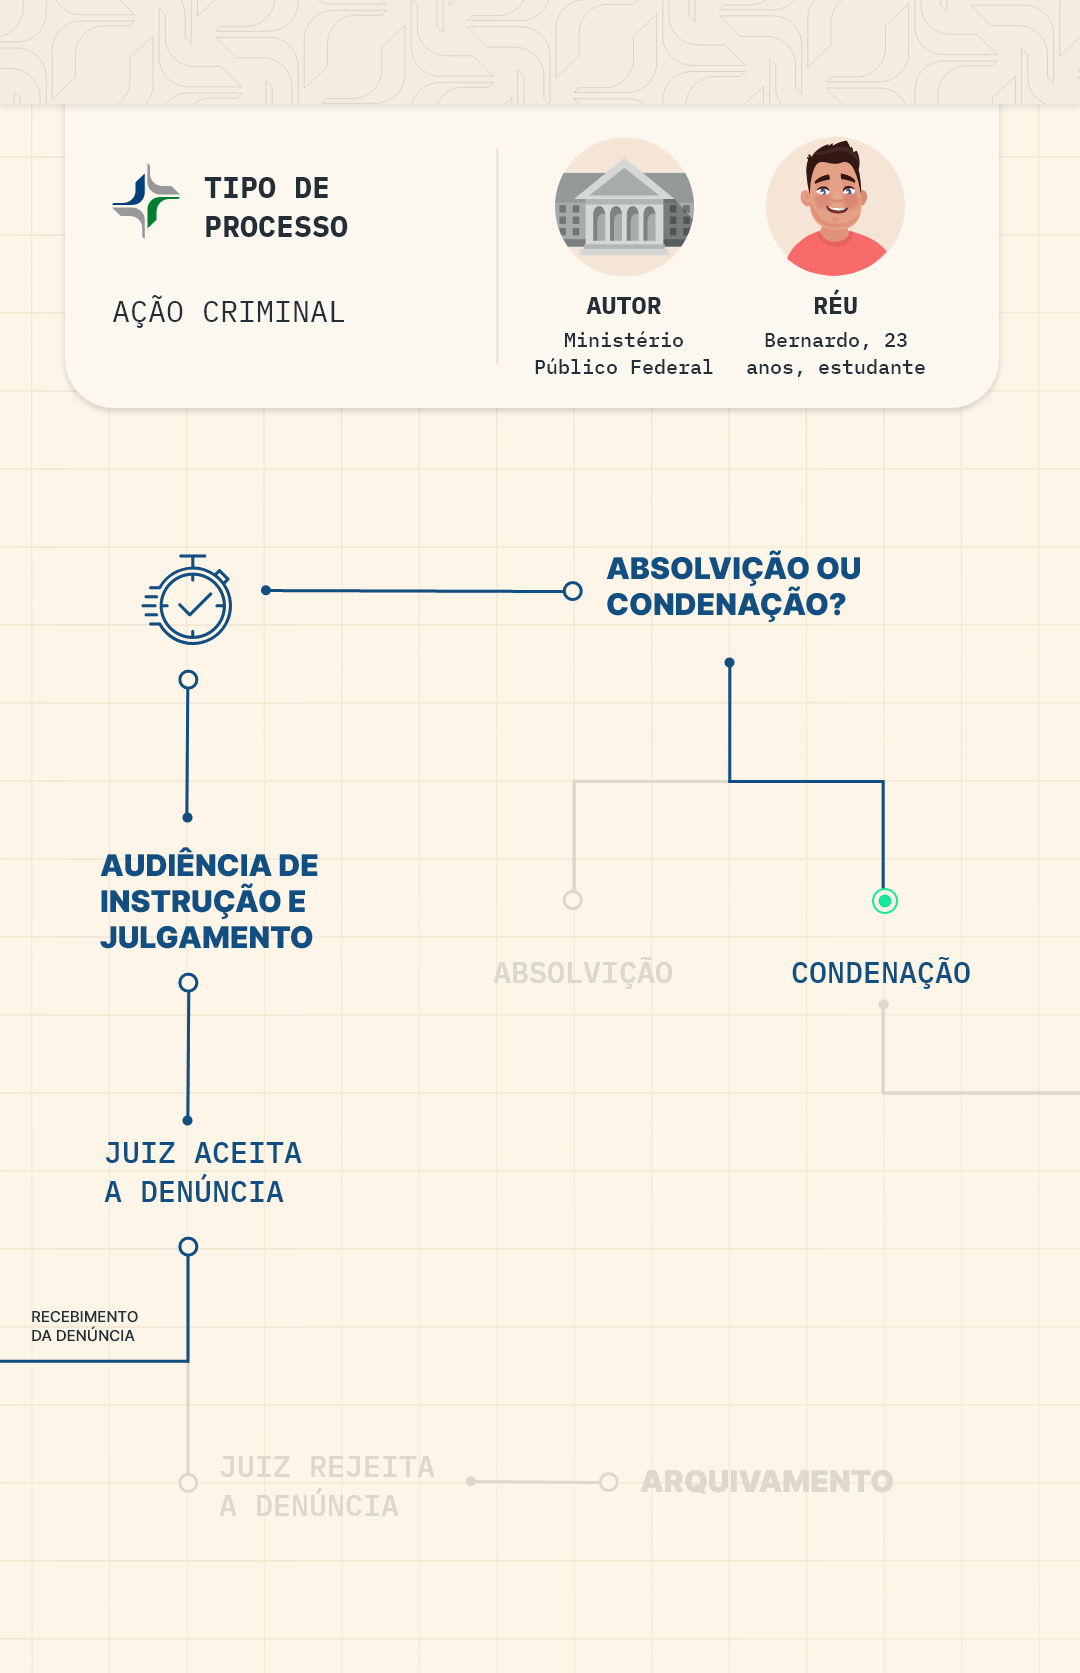 TIPO DE
PROCESSO
AÇÃO CRIMINAL
AUTOR
Ministério
Público Federal
RÉU
Bernardo, 23
anos, estudante
ABSOLVIÇÃO OU
CONDENAÇÃO?
AUDIÊNCIA DE
INSTRUÇÃO E
JULGAMENTO
ABSOLVIÇÃO
CONDENAÇÃO
JUIZ ACEITA
A DENÚNCIA
RECEBIMENTO
DA DENÚNCIA
JUIZ REJEITA
A DENÚNCIA
ARQUIVAMENTO